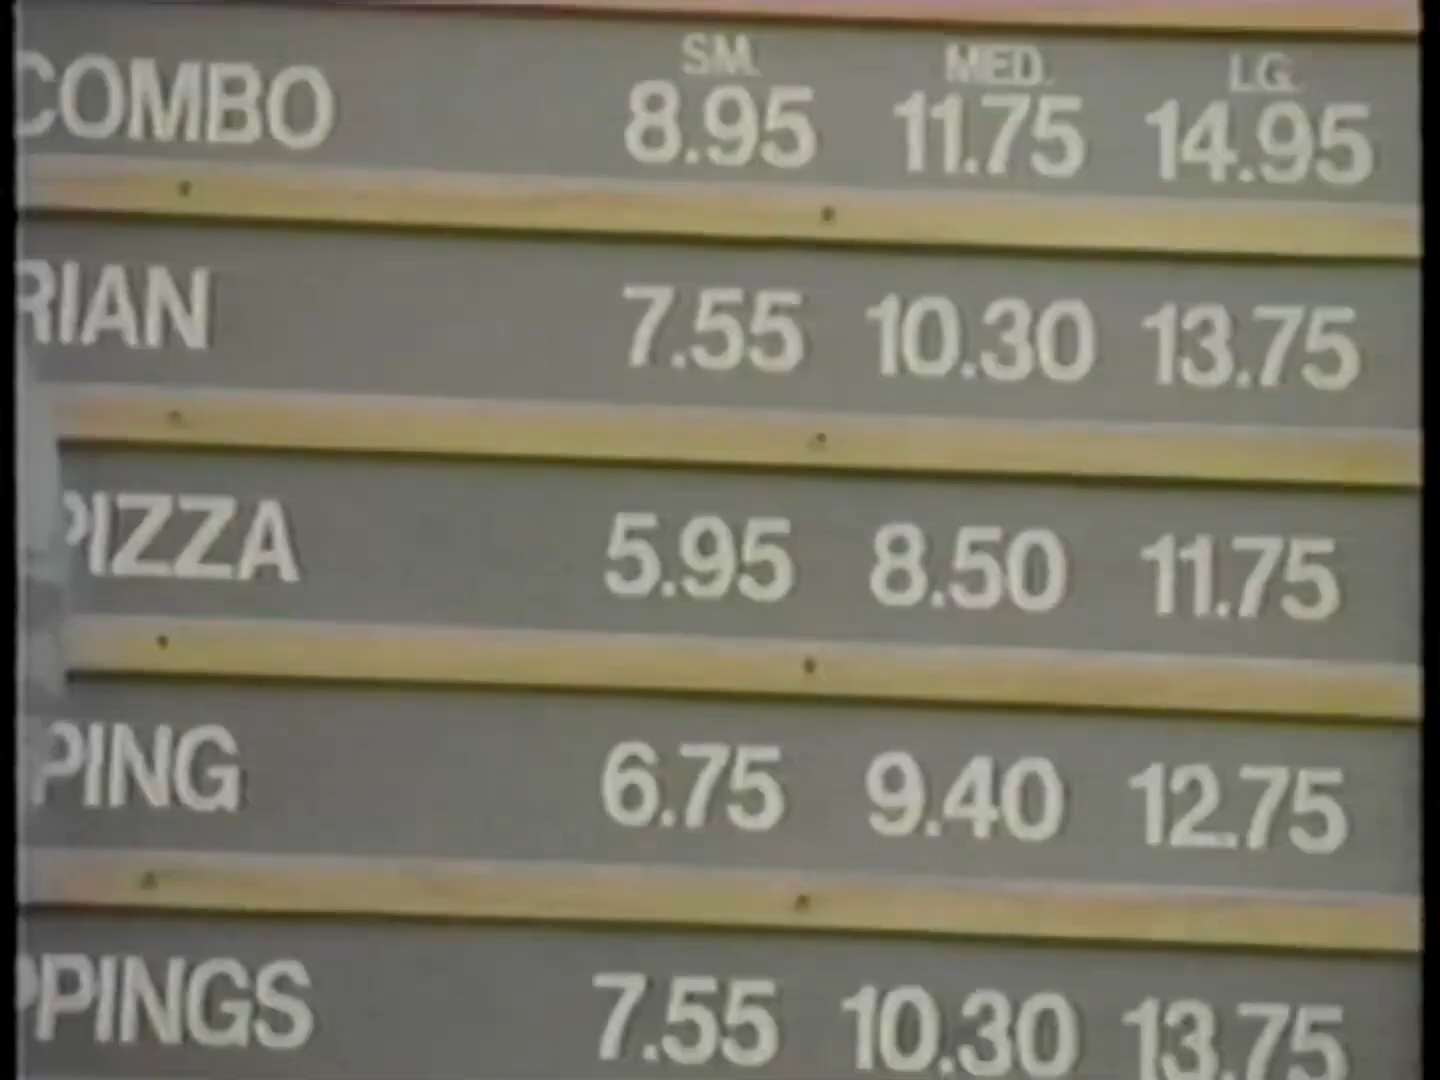 SM. MED. LG.
COMBO 8.95 11.75 14.95
RIAN 7.55 10.30 13.75
PIZZA 5.95 8.50 11.75
PPING 6.75 9.40 12.75
PPINGS 7.55 10.30 13.75